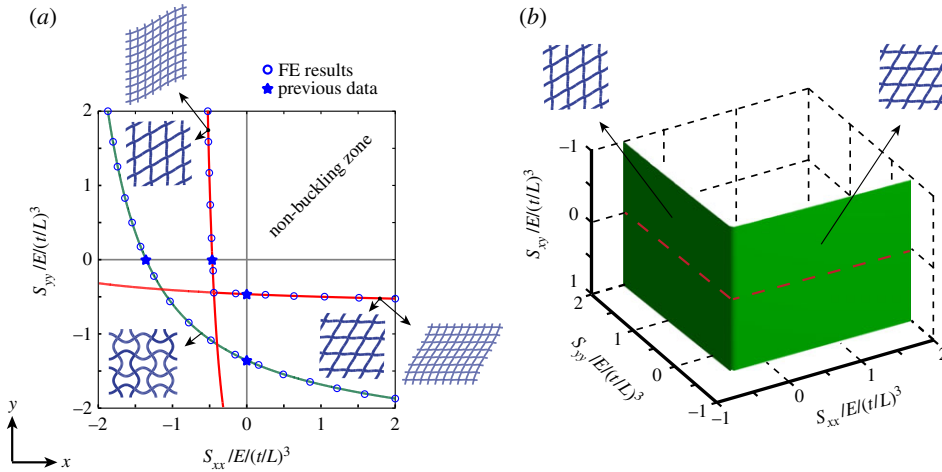 (a)
FE results
previous data
non-buckling zone
2
1
0
−1
−2
−2
−1
0
1
2
S_yy/E/(t/L)^3
S_xx/E/(t/L)^3
y
x
(b)
−1
0
1
2
1
0
−1
−1
0
1
2
S_xy/E/(t/L)^3
S_yy/E/(t/L)^3
S_xx/E/(t/L)^3